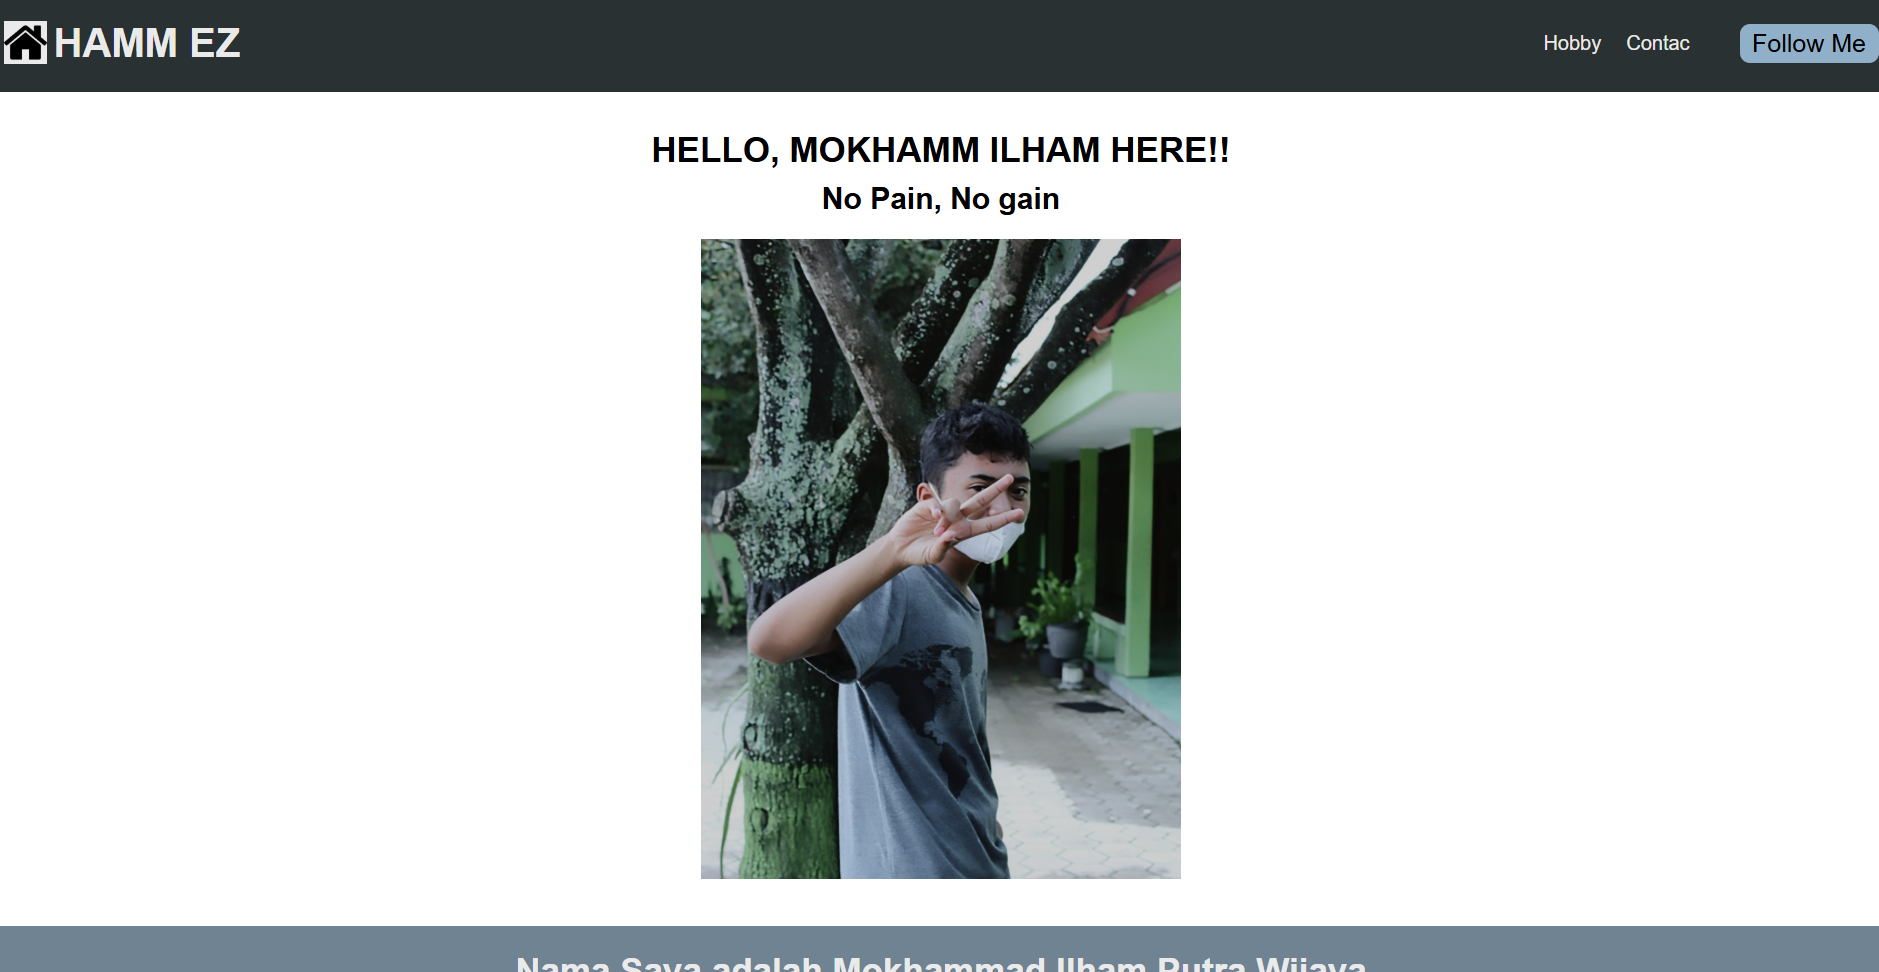 HAMM EZ
Hobby Contac Follow Me
HELLO, MOKHAMM ILHAM HERE!!
No Pain, No gain
Nama Saya adalah Mokhammad Ilham Putra Wijaya